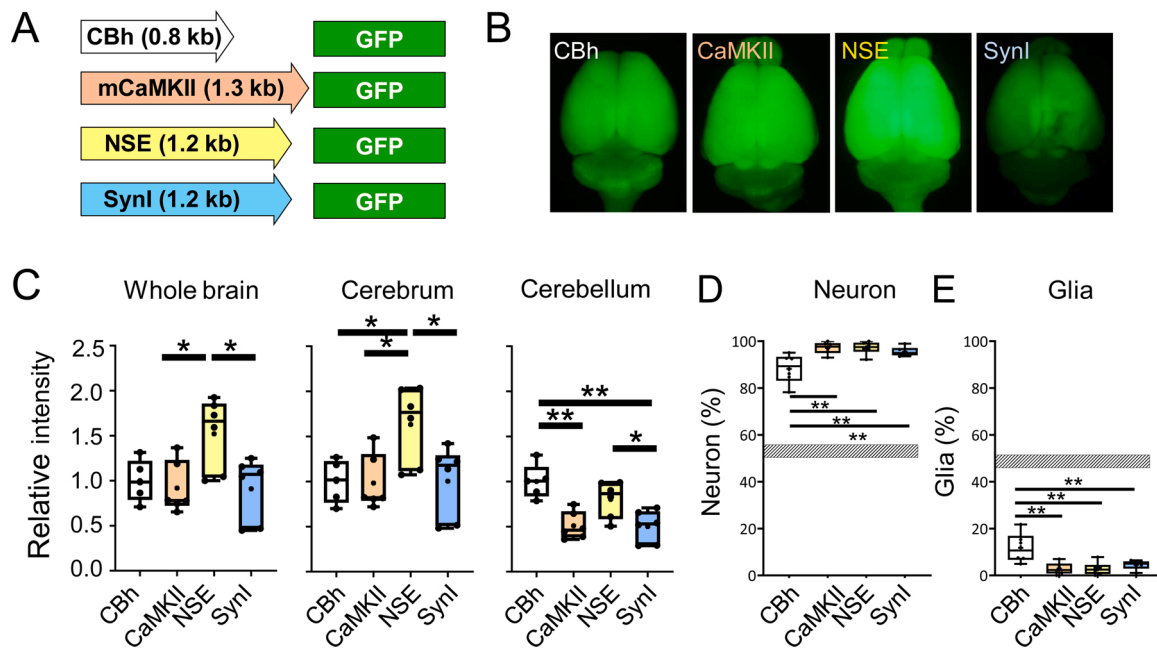 A
CBh (0.8 kb)
GFP
mCaMKII (1.3 kb)
GFP
NSE (1.2 kb)
GFP
SynI (1.2 kb)
GFP
B
CBh
CaMKII
NSE
SynI
C
Whole brain
Cerebrum
Cerebellum
Relative intensity
2.5
2.0
1.5
1.0
0.5
0.0
* *
* * *
** ** *
CBh
CaMKII
NSE
SynI
CBh
CaMKII
NSE
SynI
CBh
CaMKII
NSE
SynI
D
Neuron
Neuron (%)
100
80
60
40
20
0
**
**
**
CBh
CaMKII
NSE
SynI
E
Glia
Glia (%)
100
80
60
40
20
0
**
**
**
CBh
CaMKII
NSE
SynI